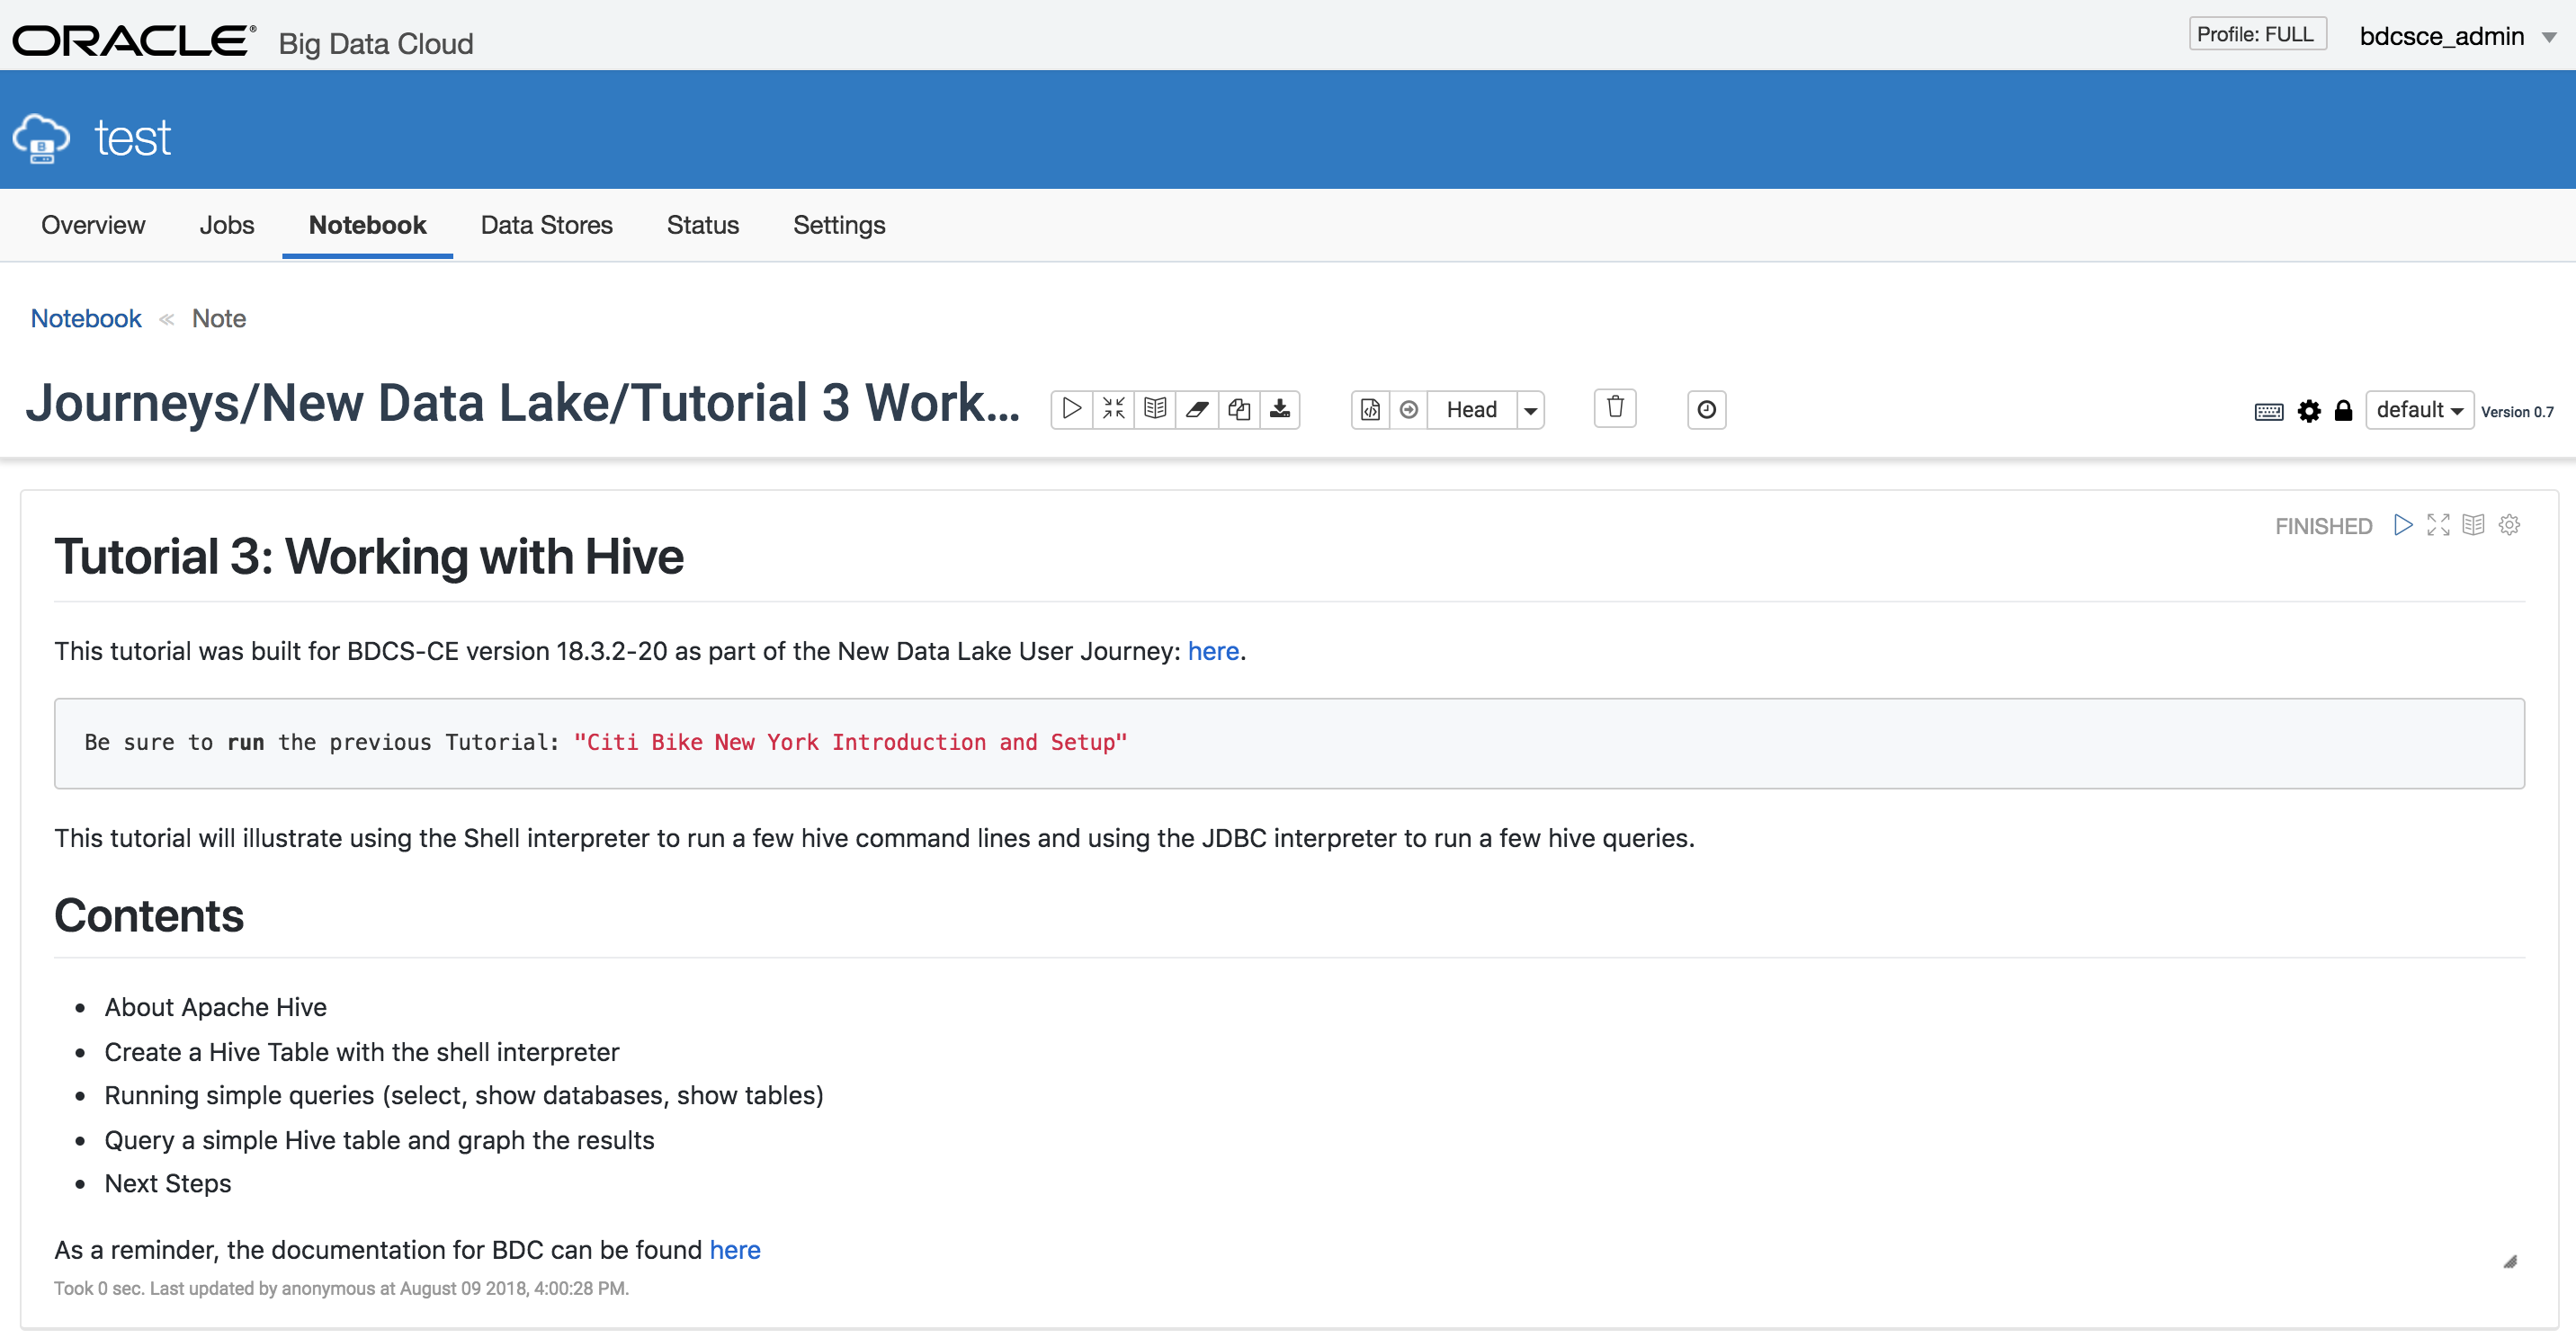 ORACLE® Big Data Cloud Profile: FULL bdcsce_admin
test
Overview Jobs Notebook Data Stores Status Settings
Notebook « Note
Journeys/New Data Lake/Tutorial 3 Work... Head default Version 0.7
FINISHED
Tutorial 3: Working with Hive
This tutorial was built for BDCS-CE version 18.3.2-20 as part of the New Data Lake User Journey: here.
Be sure to run the previous Tutorial: "Citi Bike New York Introduction and Setup"
This tutorial will illustrate using the Shell interpreter to run a few hive command lines and using the JDBC interpreter to run a few hive queries.
Contents
• About Apache Hive
• Create a Hive Table with the shell interpreter
• Running simple queries (select, show databases, show tables)
• Query a simple Hive table and graph the results
• Next Steps
As a reminder, the documentation for BDC can be found here
Took 0 sec. Last updated by anonymous at August 09 2018, 4:00:28 PM.